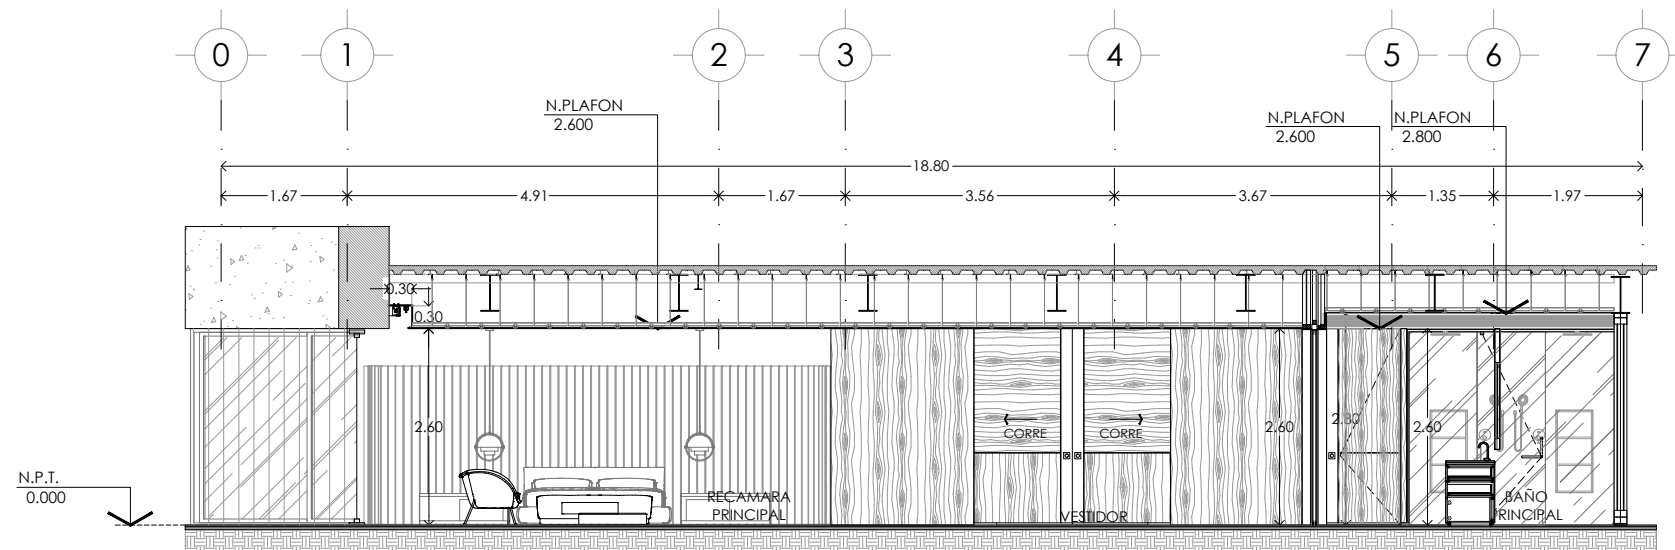 0 1 2 3 4 5 6 7
N.PLAFON
2.600
N.PLAFON
2.600
N.PLAFON
2.800
18.80
1.67 4.91 1.67 3.56 3.67 1.35 1.97
0.30
0.30
2.60
2.60
2.80
2.60
CORRE CORRE
N.P.T.
0.000
RECAMARA
PRINCIPAL
VESTIDOR
BAÑO
PRINCIPAL